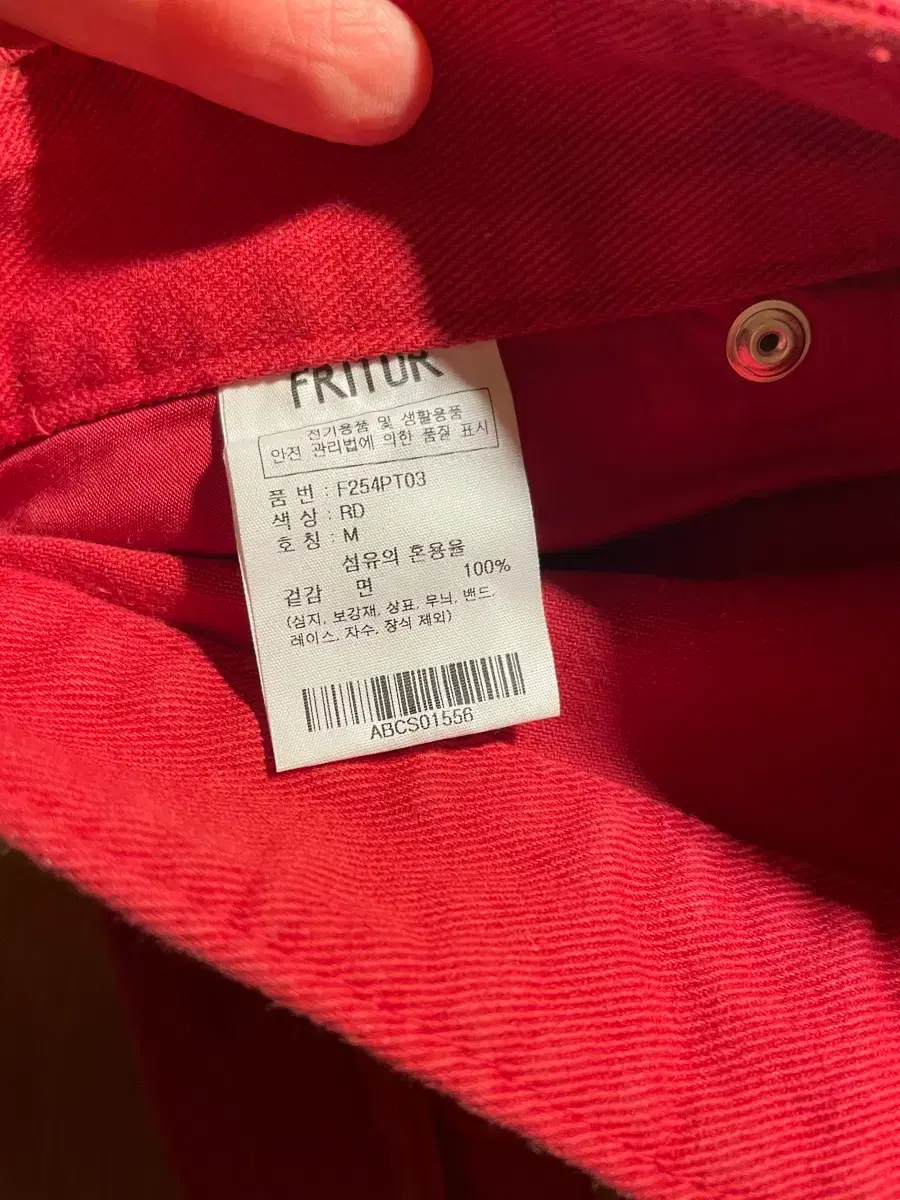 FRITUR
전기용품 및 생활용품
안전 관리법에 의한 품질 표시
품 번 : F254PT03
색 상 : RD
호 칭 : M
섬유의 혼용율
겉감 면 100%
(심지, 보강재, 상표, 무늬, 밴드,
레이스, 자수, 장식 제외)
ABCS01556